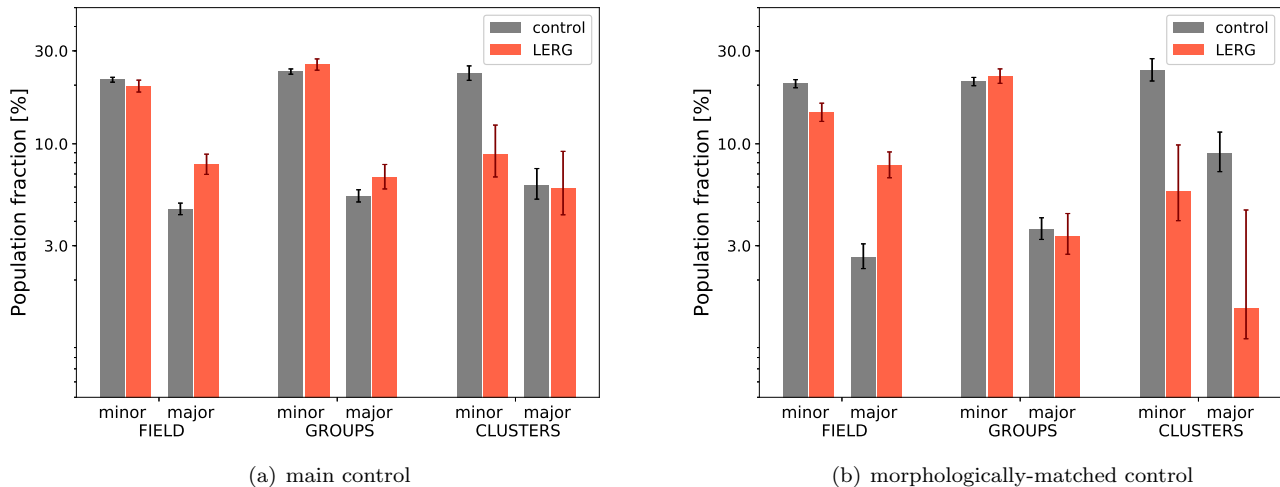 control
LERG
30.0
10.0
3.0
Population fraction [%]
minor major minor major minor major
FIELD GROUPS CLUSTERS
(a) main control
control
LERG
30.0
10.0
3.0
Population fraction [%]
minor major minor major minor major
FIELD GROUPS CLUSTERS
(b) morphologically-matched control